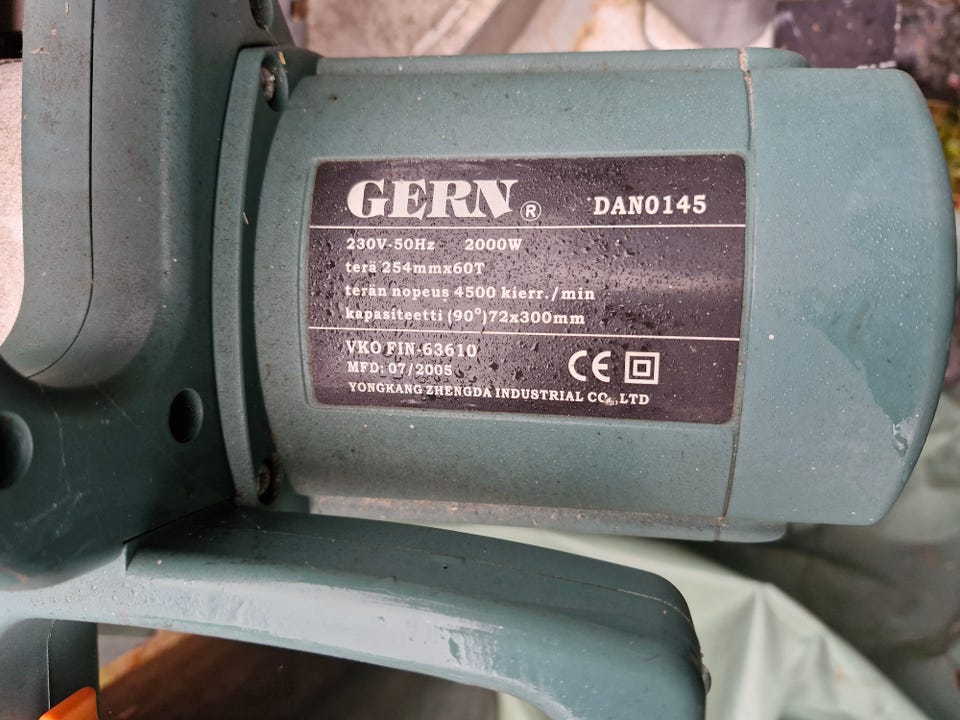 GERN ® DAN0145
230V-50Hz 2000W
terä 254mmx60T
terän nopeus 4500 kierr./min
kapasiteetti (90°)72x300mm
VKO FIN-63610
MFD: 07/2005
CE
YONGKANG ZHENGDA INDUSTRIAL CO.,LTD